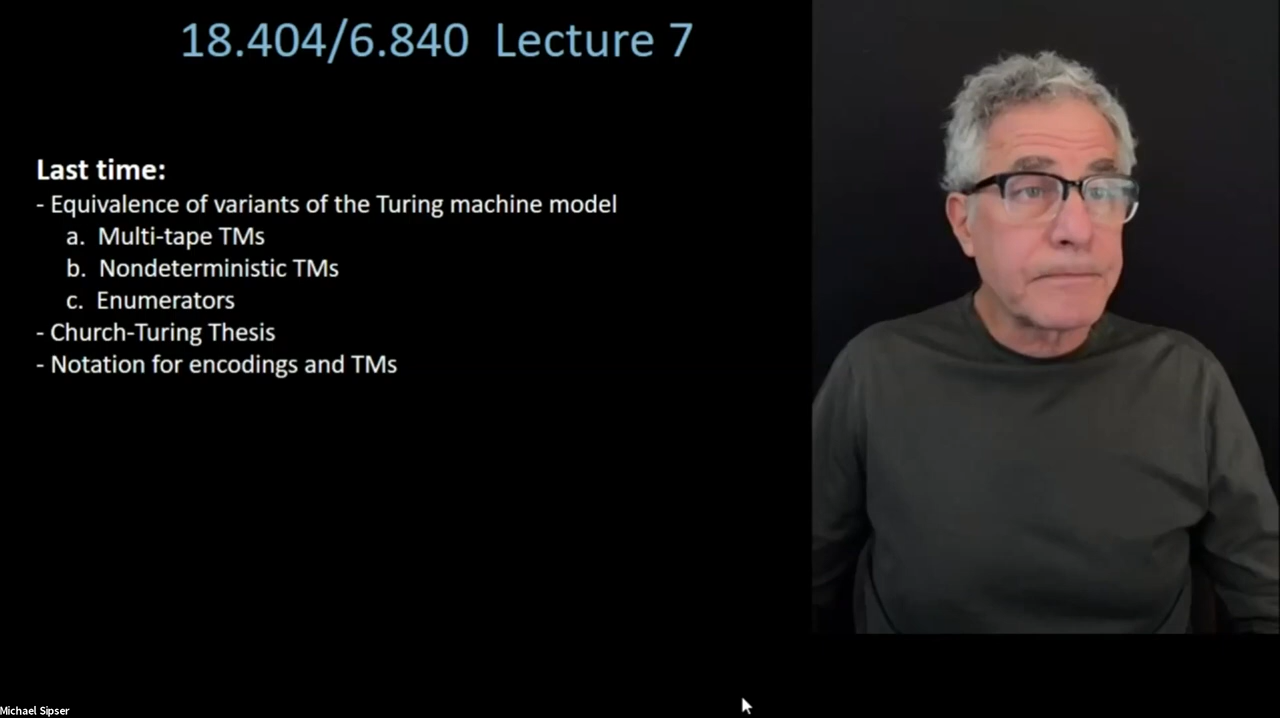 18.404/6.840 Lecture 7
Last time:
- Equivalence of variants of the Turing machine model
a. Multi-tape TMs
b. Nondeterministic TMs
c. Enumerators
- Church-Turing Thesis
- Notation for encodings and TMs
Michael Sipser